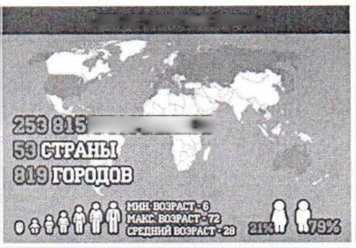 253 815
53 СТРАНЫ
819 ГОРОДОВ
МИН. ВОЗРАСТ - 6
МАКС. ВОЗРАСТ - 72
СРЕДНИЙ ВОЗРАСТ - 28
21% 79%